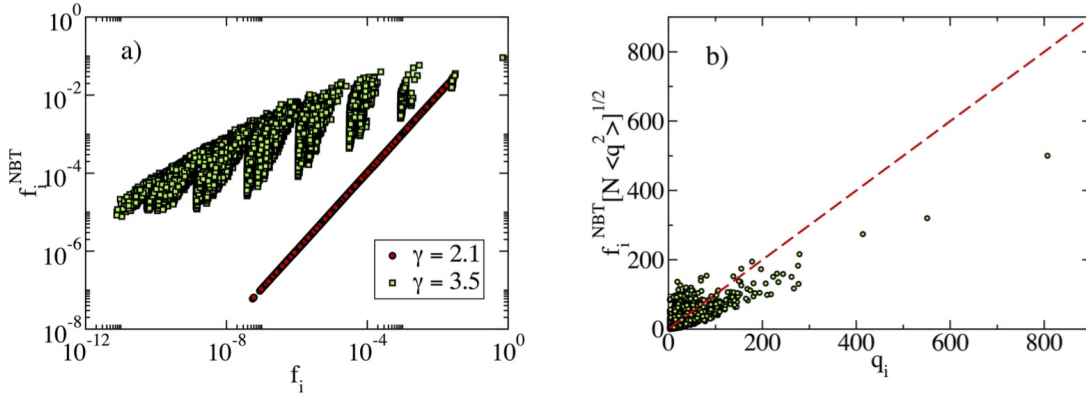 a)
10^0
10^-2
10^-4
10^-6
10^-8
f_i^NBT
γ = 2.1
γ = 3.5
10^-12 10^-8 10^-4 10^0
f_i
b)
800
600
400
200
0
f_i^NBT[N <q^2>]^1/2
0 200 400 600 800
q_i